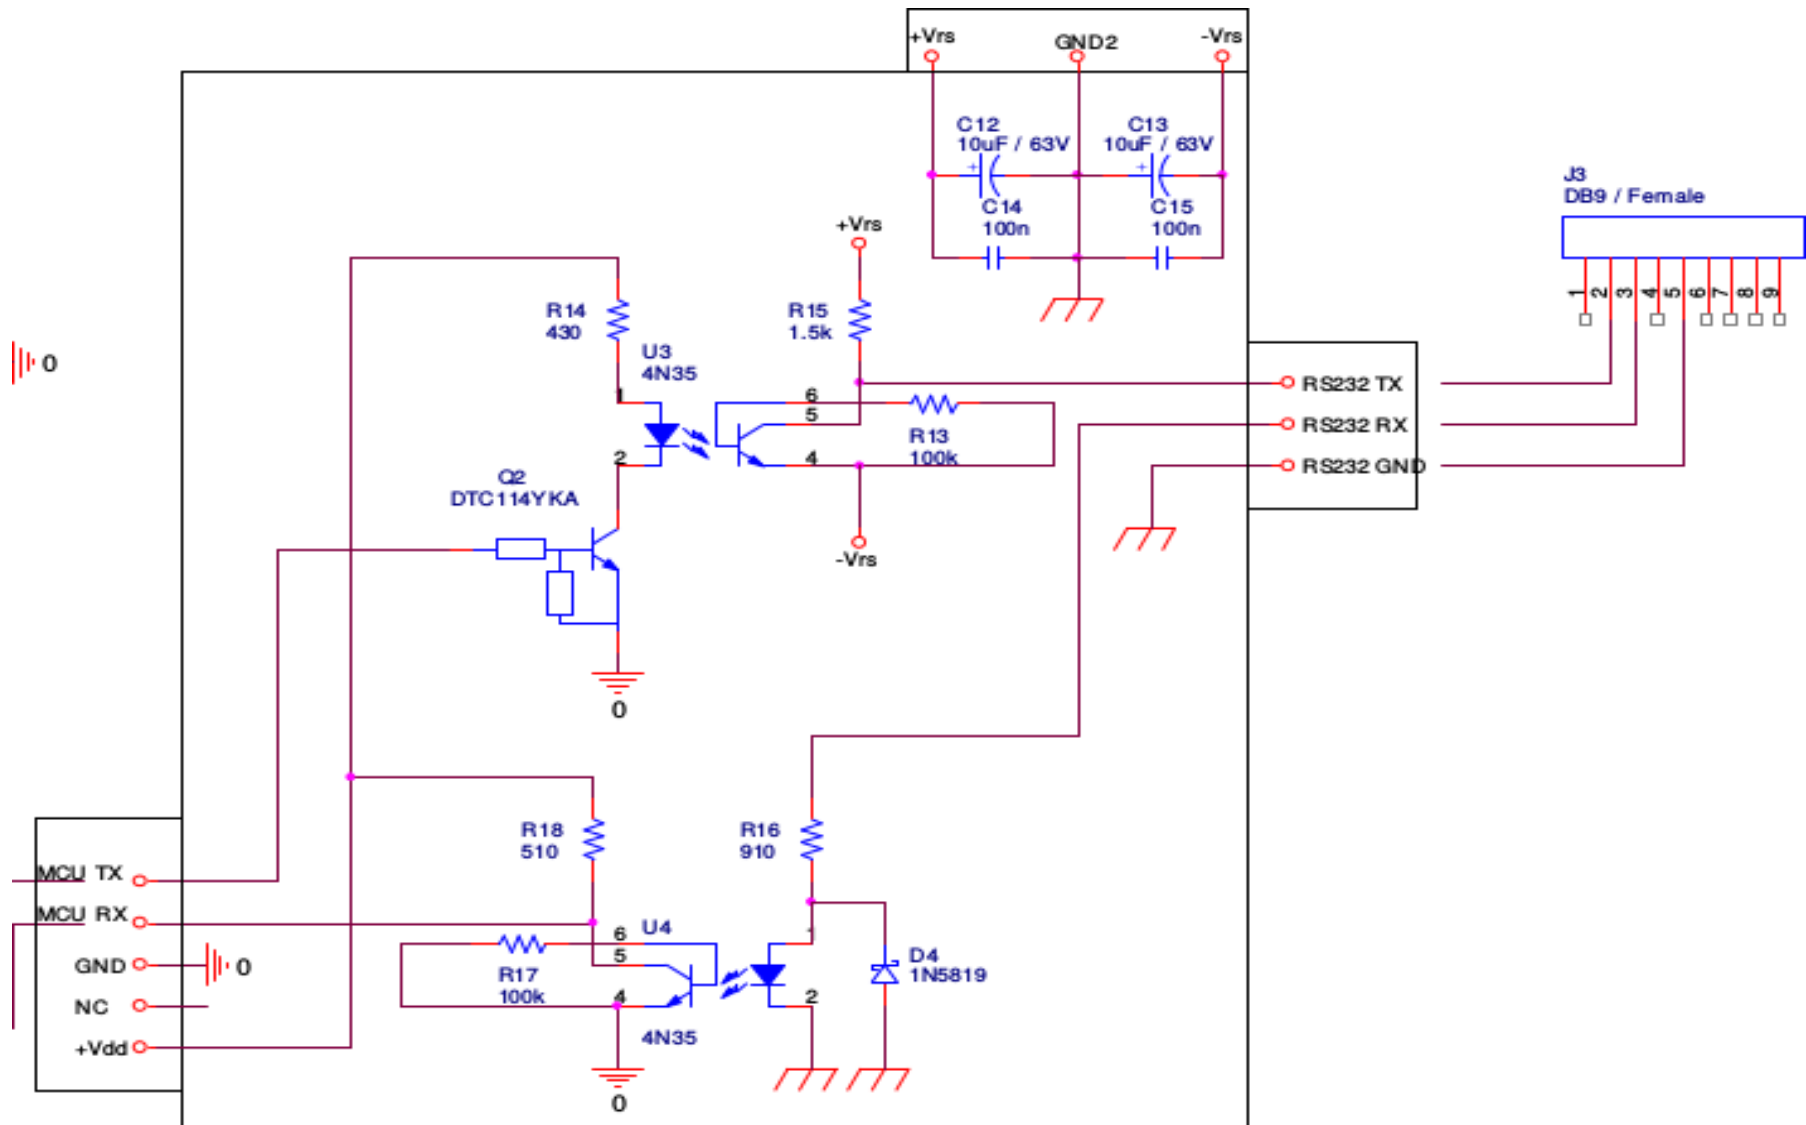 +Vrs
GND2
-Vrs
C12
10uF / 63V
C13
10uF / 63V
C14
100n
C15
100n
J3
DB9 / Female
1
2
3
4
5
6
7
8
9
+Vrs
R14
430
R15
1.5k
U3
4N35
0
1
2
6
5
4
R13
100k
RS232 TX
RS232 RX
RS232 GND
Q2
DTC114YKA
-Vrs
0
R18
510
R16
910
MCU TX
MCU RX
GND
0
NC
+Vdd
U4
6
5
4
R17
100k
1
2
D4
1N5819
4N35
0